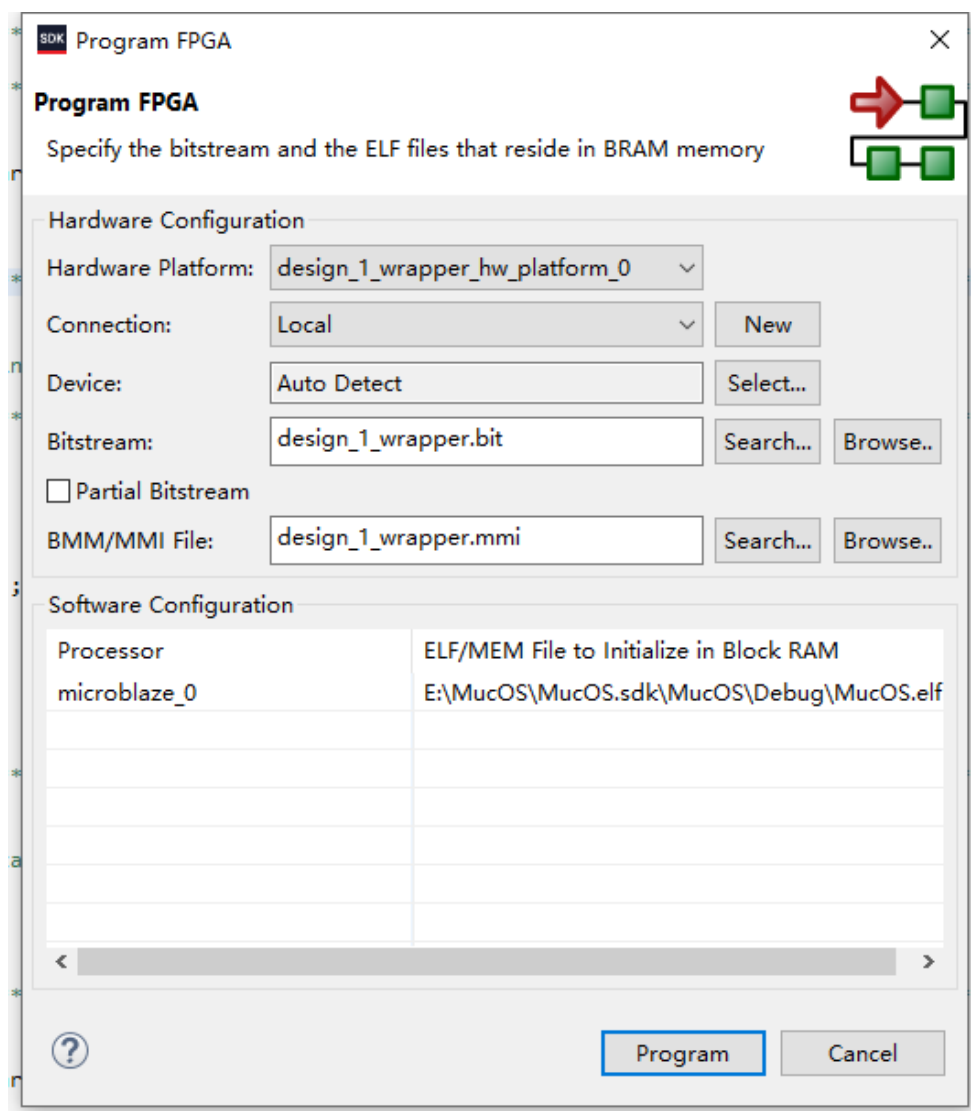 SDK Program FPGA
Program FPGA
Specify the bitstream and the ELF files that reside in BRAM memory
Hardware Configuration
Hardware Platform: design_1_wrapper_hw_platform_0
Connection: Local New
Device: Auto Detect Select...
Bitstream: design_1_wrapper.bit Search... Browse..
Partial Bitstream
BMM/MMI File: design_1_wrapper.mmi Search... Browse..
Software Configuration
Processor ELF/MEM File to Initialize in Block RAM
microblaze_0 E:\MucOS\MucOS.sdk\MucOS\Debug\MucOS.elf
Program Cancel